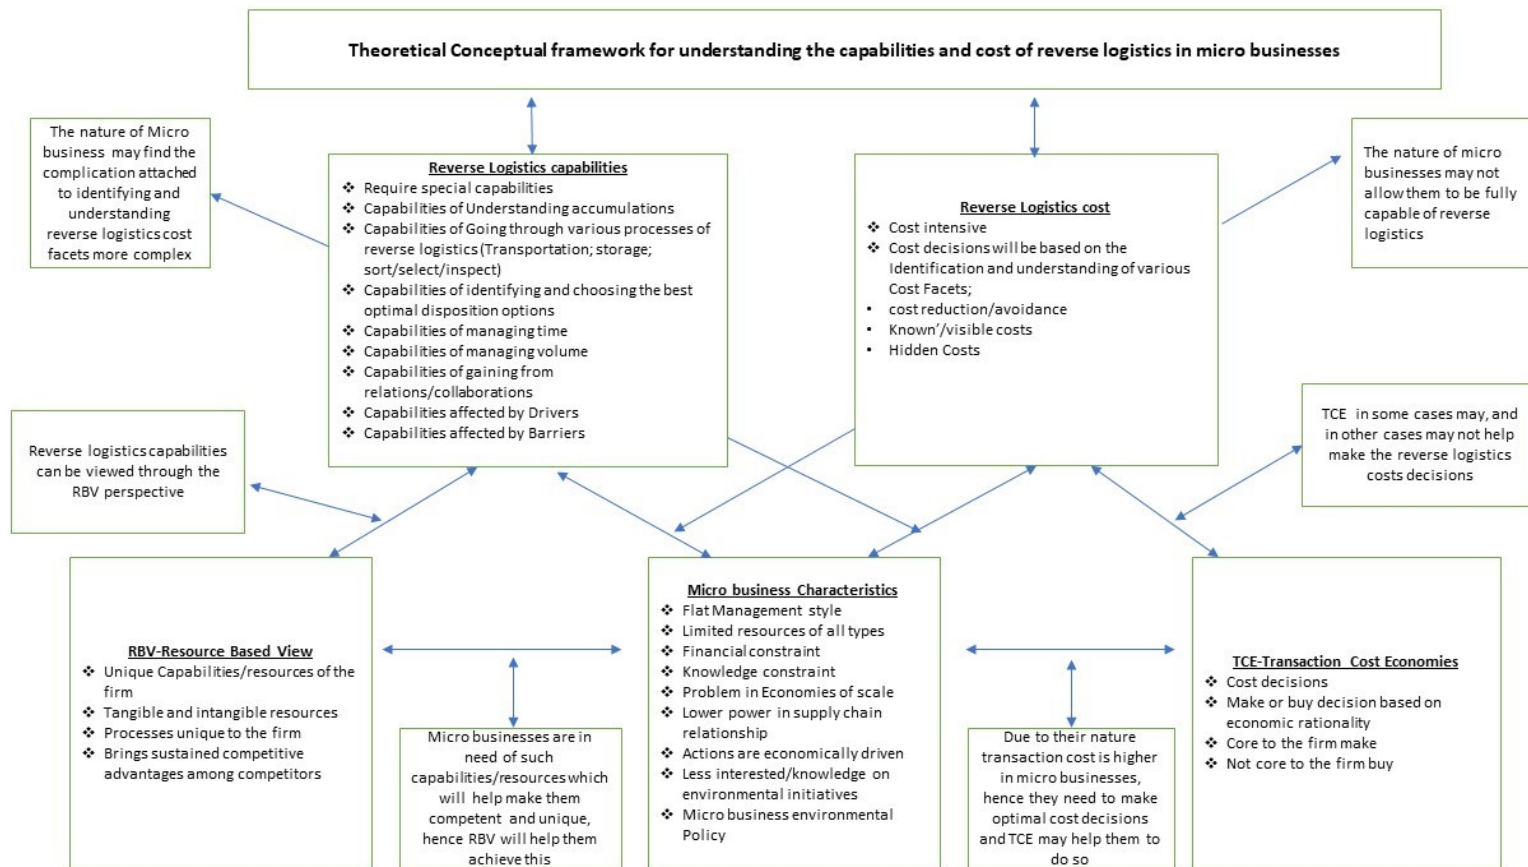 Theoretical Conceptual framework for understanding the capabilities and cost of reverse logistics in micro businesses
The nature of Micro
business may find the
complication attached
to identifying and
understanding
reverse logistics cost
facets more complex
Reverse Logistics capabilities
❖ Require special capabilities
❖ Capabilities of Understanding accumulations
❖ Capabilities of Going through various processes of
reverse logistics (Transportation; storage;
sort/select/inspect)
❖ Capabilities of identifying and choosing the best
optimal disposition options
❖ Capabilities of managing time
❖ Capabilities of managing volume
❖ Capabilities of gaining from
relations/collaborations
❖ Capabilities affected by Drivers
❖ Capabilities affected by Barriers
Reverse Logistics cost
❖ Cost intensive
❖ Cost decisions will be based on the
Identification and understanding of various
Cost Facets;
• cost reduction/avoidance
• Known'/visible costs
• Hidden Costs
The nature of micro
businesses may not
allow them to be fully
capable of reverse
logistics
Reverse logistics capabilities
can be viewed through the
RBV perspective
TCE in some cases may, and
in other cases may not help
make the reverse logistics
costs decisions
RBV-Resource Based View
❖ Unique Capabilities/resources of the
firm
❖ Tangible and intangible resources
❖ Processes unique to the firm
❖ Brings sustained competitive
advantages among competitors
Micro businesses are in
need of such
capabilities/resources which
will help make them
competent and unique,
hence RBV will help them
achieve this
Micro business Characteristics
❖ Flat Management style
❖ Limited resources of all types
❖ Financial constraint
❖ Knowledge constraint
❖ Problem in Economies of scale
❖ Lower power in supply chain
relationship
❖ Actions are economically driven
❖ Less interested/knowledge on
environmental initiatives
❖ Micro business environmental
Policy
Due to their nature
transaction cost is higher
in micro businesses,
hence they need to make
optimal cost decisions
and TCE may help them to
do so
TCE-Transaction Cost Economies
❖ Cost decisions
❖ Make or buy decision based on
economic rationality
❖ Core to the firm make
❖ Not core to the firm buy